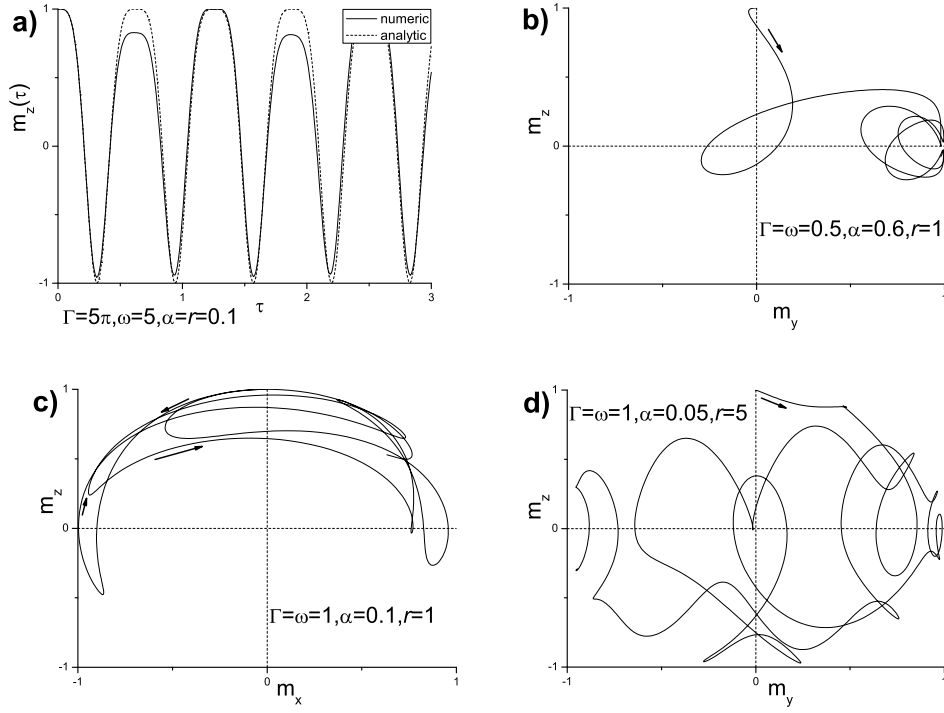 a)
numeric
analytic
m_z(τ)
1
0
-1
0
1
2
3
τ
Γ=5π,ω=5,α=r=0.1
b)
m_z
1
0
-1
-1
0
1
m_y
Γ=ω=0.5,α=0.6,r=1
c)
m_z
1
0
-1
-1
0
1
m_x
Γ=ω=1,α=0.1,r=1
d)
Γ=ω=1,α=0.05,r=5
m_z
1
0
-1
-1
0
1
m_y